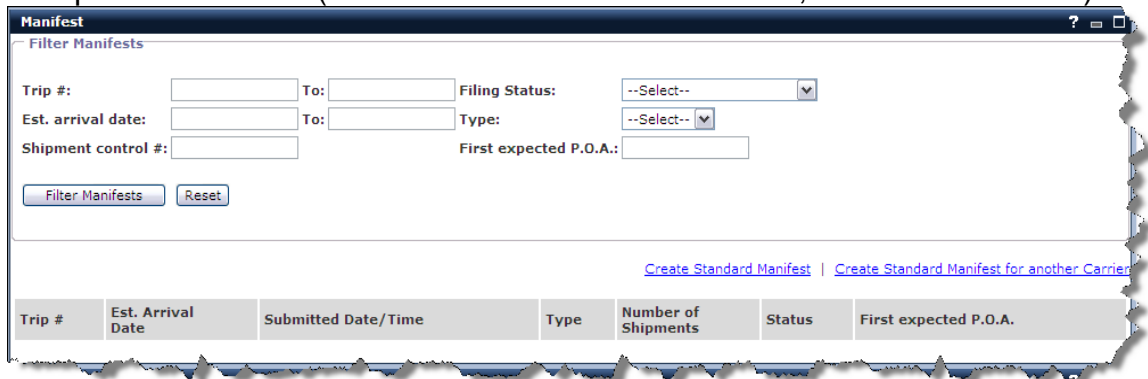 Manifest ?
Filter Manifests
Trip #: To: Filing Status: --Select--
Est. arrival date: To: Type: --Select--
Shipment control #: First expected P.O.A.:
Filter Manifests Reset
Create Standard Manifest | Create Standard Manifest for another Carrier
Trip # Est. Arrival Date Submitted Date/Time Type Number of Shipments Status First expected P.O.A.